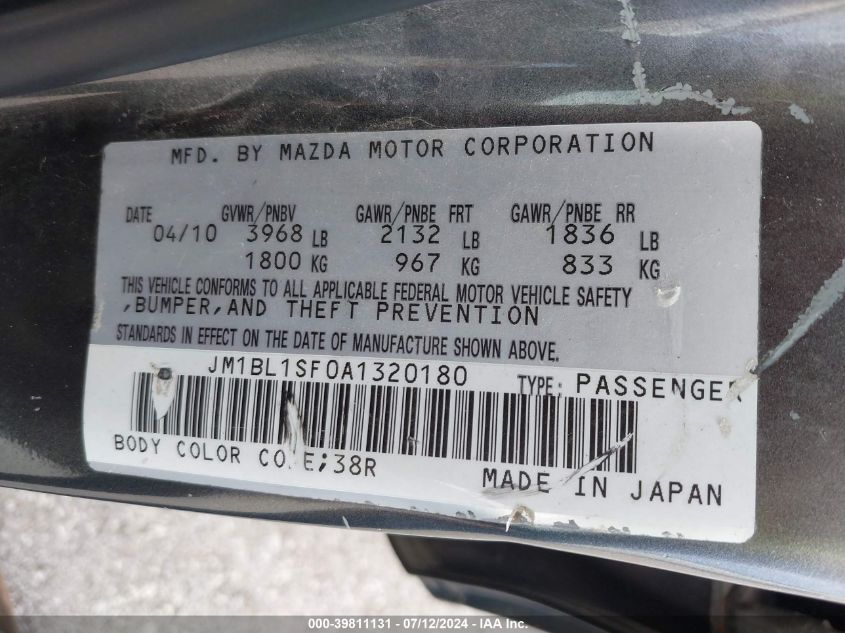 MFD. BY MAZDA MOTOR CORPORATION
DATE GVWR/PNBV GAWR/PNBE FRT GAWR/PNBE RR
04/10 3968 LB 2132 LB 1836 LB
1800 KG 967 KG 833 KG
THIS VEHICLE CONFORMS TO ALL APPLICABLE FEDERAL MOTOR VEHICLE SAFETY
,BUMPER,AND THEFT PREVENTION
STANDARDS IN EFFECT ON THE DATE OF MANUFACTURE SHOWN ABOVE.
JM1BL1SF0A1320180 TYPE: PASSENGER
BODY COLOR CO E;38R
MADE IN JAPAN
000-39811131 - 07/12/2024 - IAAI Inc.